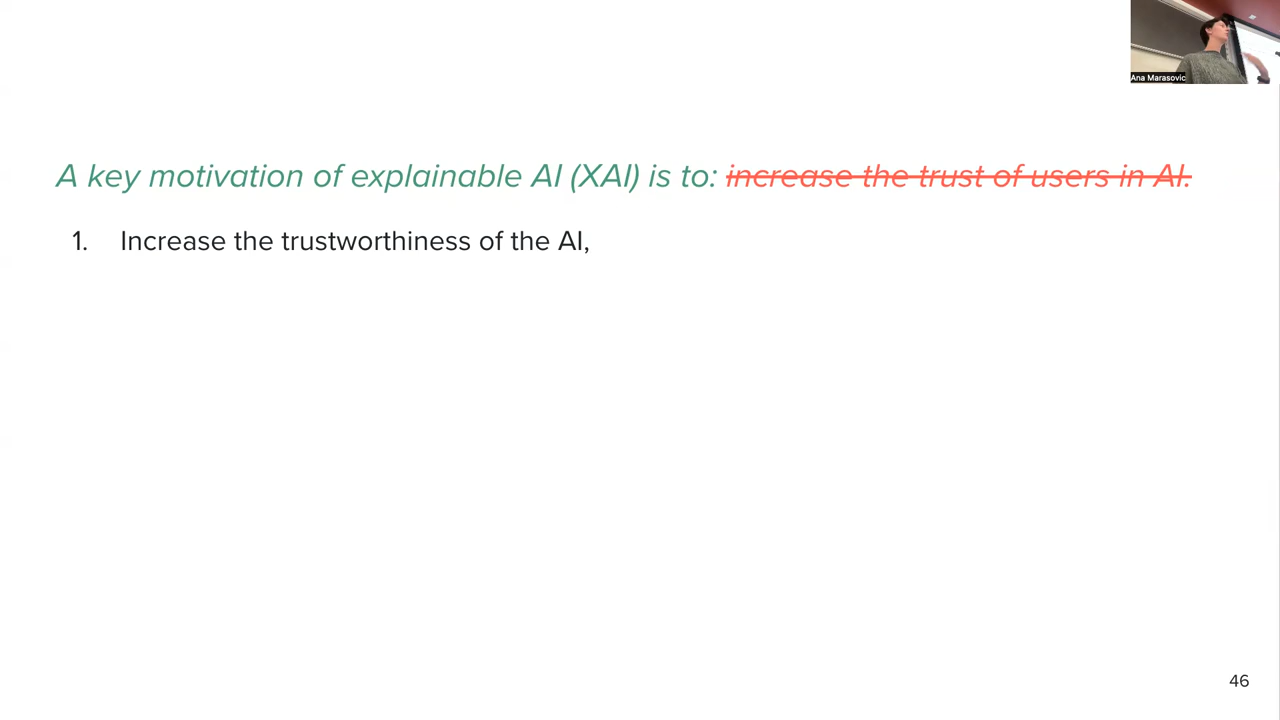 Ana Marasovic
A key motivation of explainable AI (XAI) is to: increase the trust of users in AI.
1. Increase the trustworthiness of the AI,
46